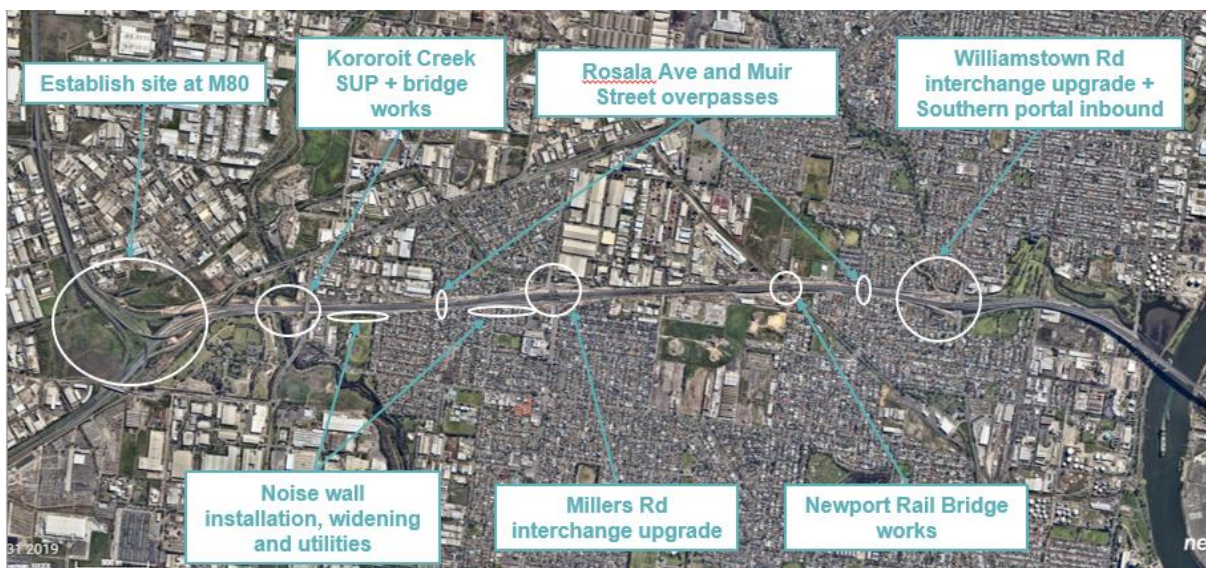 Establish site at M80
Kororoit Creek
SUP + bridge
works
Rosala Ave and Muir
Street overpasses
Williamstown Rd
interchange upgrade +
Southern portal inbound
Noise wall
installation, widening
and utilities
Millers Rd
interchange upgrade
Newport Rail Bridge
works
31 2019
500 m
ne